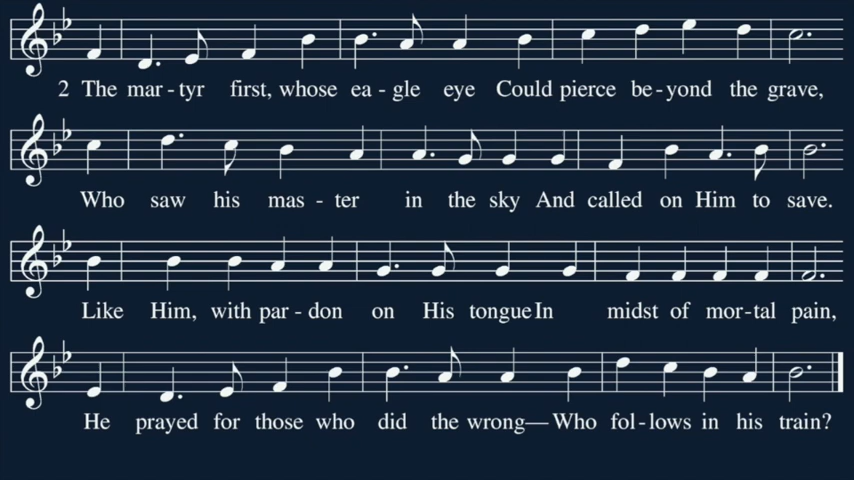 2 The mar-tyr first, whose ea-gle eye Could pierce be-yond the grave,
Who saw his mas-ter in the sky And called on Him to save.
Like Him, with par-don on His tongue In midst of mor-tal pain,
He prayed for those who did the wrong—Who fol-lows in his train?